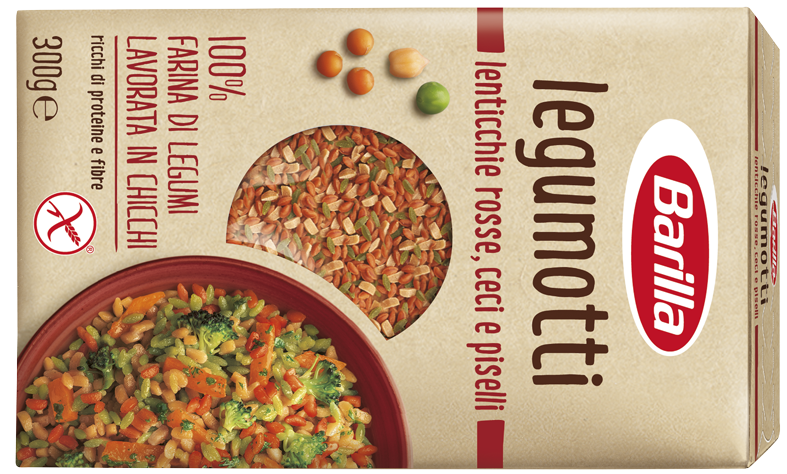 Barilla
legumotti
lenticchie rosse, ceci e piselli
100%
FARINA DI LEGUMI
LAVORATA IN CHICCHI
ricchi di proteine e fibre
300g e
®
Barilla
legumotti
lenticchie rosse, ceci e piselli